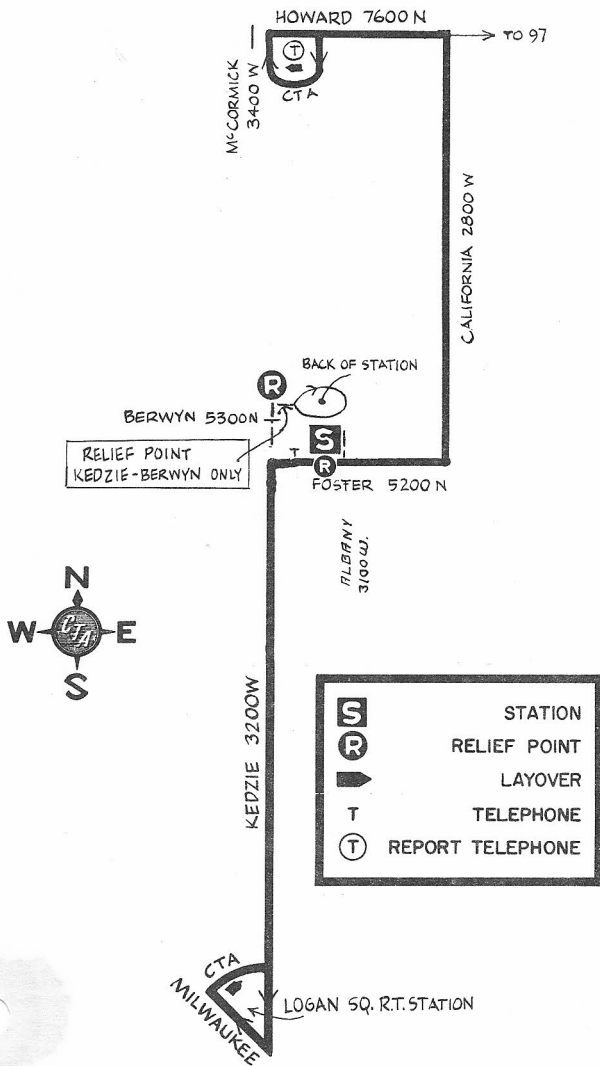 HOWARD 7600 N
TO 97
T
CTA
McCORMICK
3400 W
CALIFORNIA 2800 W
BACK OF STATION
R
BERWYN 5300N
RELIEF POINT
KEDZIE-BERWYN ONLY
T
S
R
FOSTER 5200 N
ALBANY
3100 W.
N
W CTA E
S
KEDZIE 3200W
S STATION
R RELIEF POINT
LAYOVER
T TELEPHONE
T REPORT TELEPHONE
CTA
MILWAUKEE
LOGAN SQ. R.T. STATION